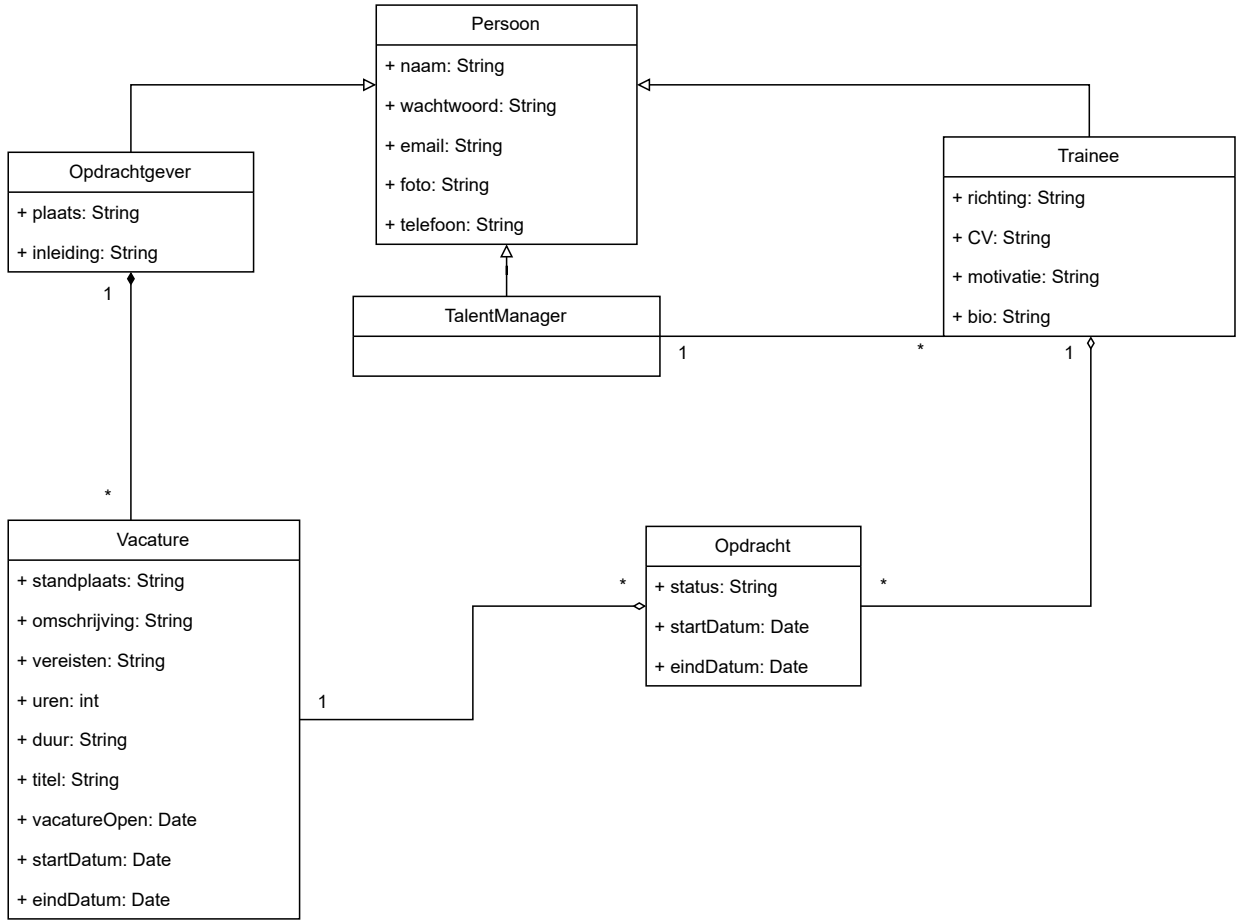 Persoon
+ naam: String
+ wachtwoord: String
+ email: String
+ foto: String
+ telefoon: String
Opdrachtgever
+ plaats: String
+ inleiding: String
1
*
Trainee
+ richting: String
+ CV: String
+ motivatie: String
+ bio: String
TalentManager
1
*
1
Vacature
+ standplaats: String
+ omschrijving: String
+ vereisten: String
+ uren: int
+ duur: String
+ titel: String
+ vacatureOpen: Date
+ startDatum: Date
+ eindDatum: Date
1
*
Opdracht
+ status: String
+ startDatum: Date
+ eindDatum: Date
*